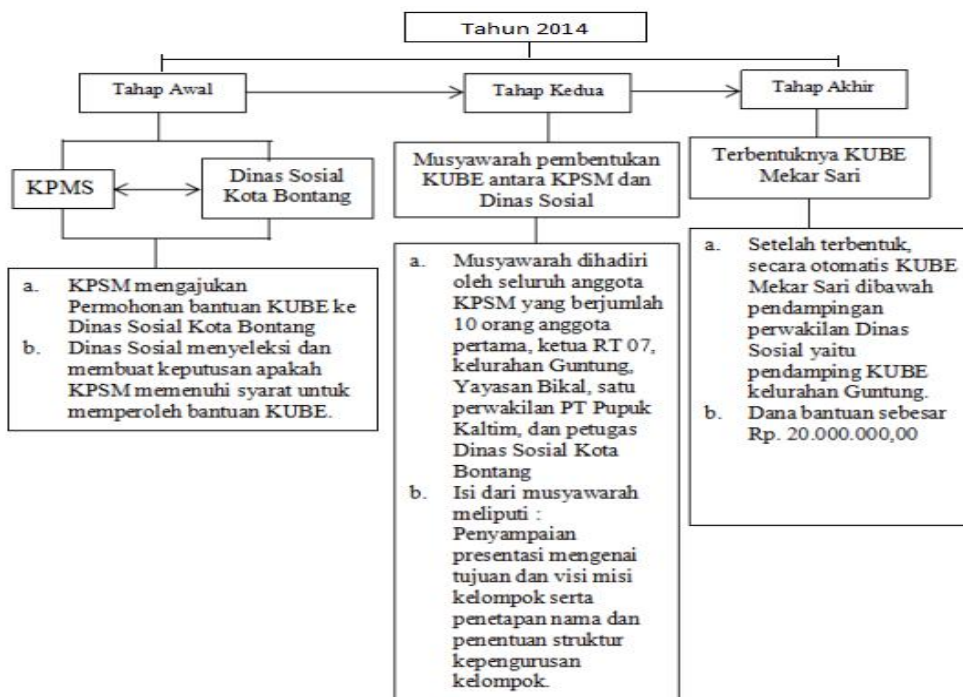 Tahun 2014
Tahap Awal
Tahap Kedua
Tahap Akhir
KPMS
Dinas Sosial
Kota Bontang
Musyawarah pembentukan
KUBE antara KPSM dan
Dinas Sosial
Terbentuknya KUBE
Mekar Sari
a. KPSM mengajukan
Permohonan bantuan KUBE ke
Dinas Sosial Kota Bontang
b. Dinas Sosial menyeleksi dan
membuat keputusan apakah
KPSM memenuhi syarat untuk
memperoleh bantuan KUBE.
a. Musyawarah dihadiri
oleh seluruh anggota
KPSM yang berjumlah
10 orang anggota
pertama, ketua RT 07,
kelurahan Guntung,
Yayasan Bikal, satu
perwakilan PT Pupuk
Kaltim, dan petugas
Dinas Sosial Kota
Bontang
b. Isi dari musyawarah
meliputi :
Penyampaian
presentasi mengenai
tujuan dan visi misi
kelompok serta
penetapan nama dan
penentuan struktur
kepengurusan
kelompok.
a. Setelah terbentuk,
secara otomatis KUBE
Mekar Sari dibawah
pendampingan
perwakilan Dinas
Sosial yaitu
pendamping KUBE
kelurahan Guntung.
b. Dana bantuan sebesar
Rp. 20.000.000,00